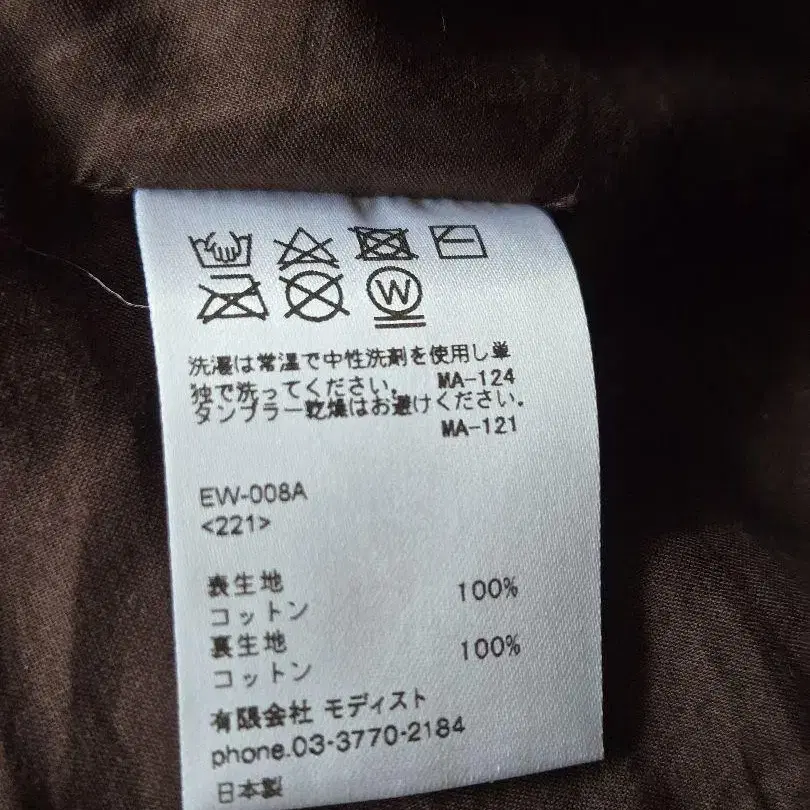 W
洗濯は常温で中性洗剤を使用し単
独で洗ってください。 MA-124
タンブラー乾燥はお避けください。
MA-121
EW-008A
<221>
表生地
コットン 100%
裏生地
コットン 100%
有限会社 モディスト
phone.03-3770-2184
日本製